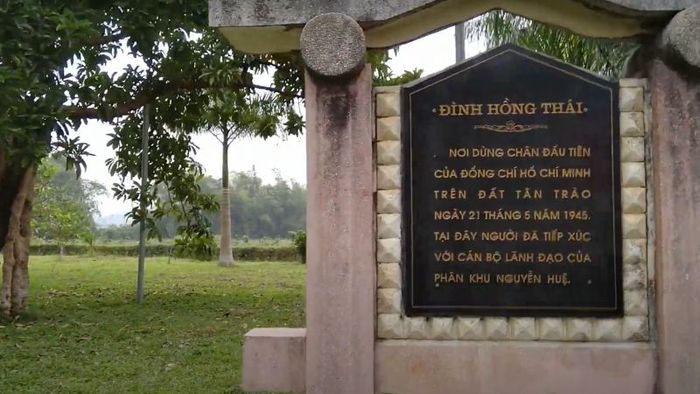 ĐÌNH HỒNG THÁI
NƠI DỪNG CHÂN ĐẦU TIÊN
CỦA ĐỒNG CHÍ HỒ CHÍ MINH
TRÊN ĐẤT TÂN TRÀO
NGÀY 21 THÁNG 5 NĂM 1945.
TẠI ĐÂY NGƯỜI ĐÃ TIẾP XÚC
VỚI CÁN BỘ LÃNH ĐẠO CỦA
PHÂN KHU NGUYỄN HUỆ.